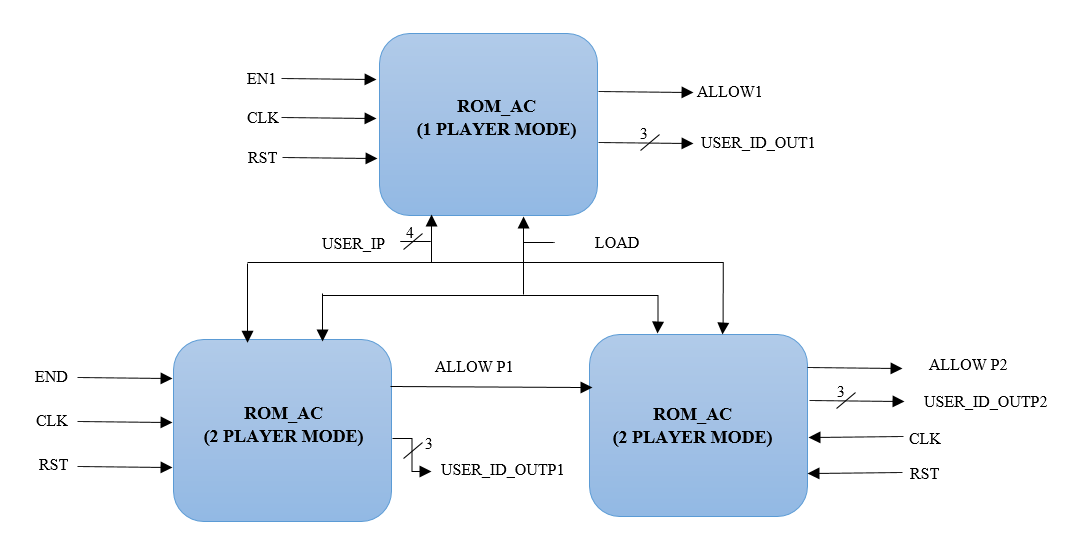 EN1
CLK
RST
ROM_AC
(1 PLAYER MODE)
ALLOW1
3
USER_ID_OUT1
USER_IP
4
LOAD
END
CLK
RST
ROM_AC
(2 PLAYER MODE)
ALLOW P1
3
USER_ID_OUTP1
ROM_AC
(2 PLAYER MODE)
ALLOW P2
3
USER_ID_OUTP2
CLK
RST